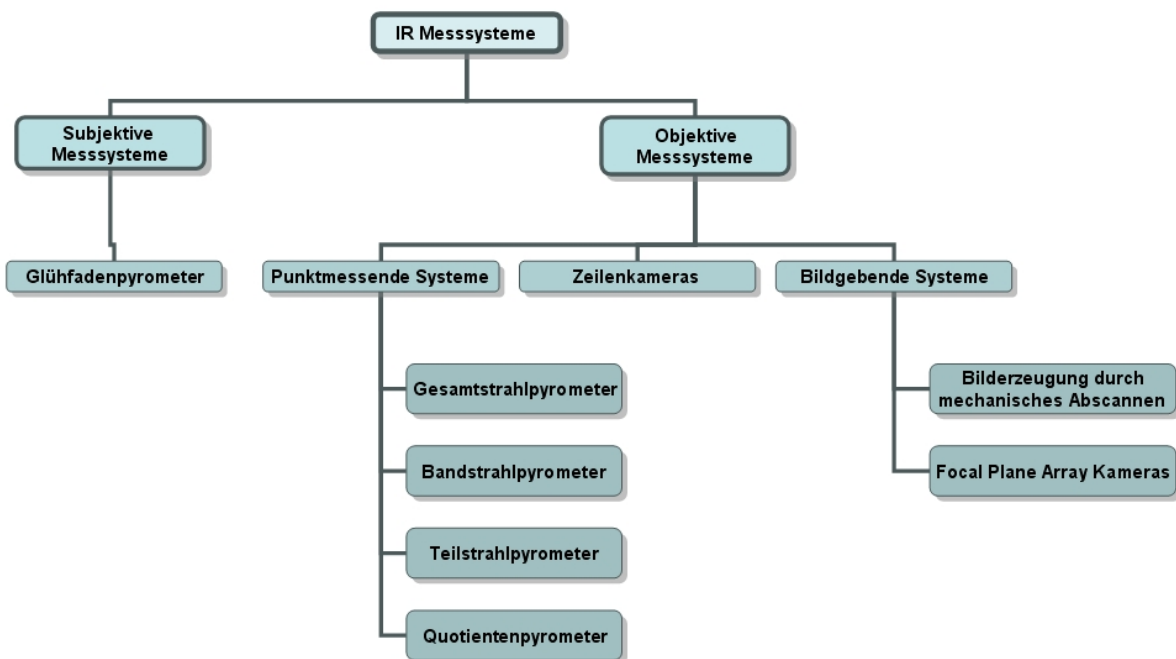 IR Messsysteme
Subjektive
Messsysteme
Objektive
Messsysteme
Glühfadenpyrometer
Punktmessende Systeme
Zeilenkameras
Bildgebende Systeme
Gesamtstrahlpyrometer
Bandstrahlpyrometer
Teilstrahlpyrometer
Quotientenpyrometer
Bilderzeugung durch
mechanisches Abscannen
Focal Plane Array Kameras